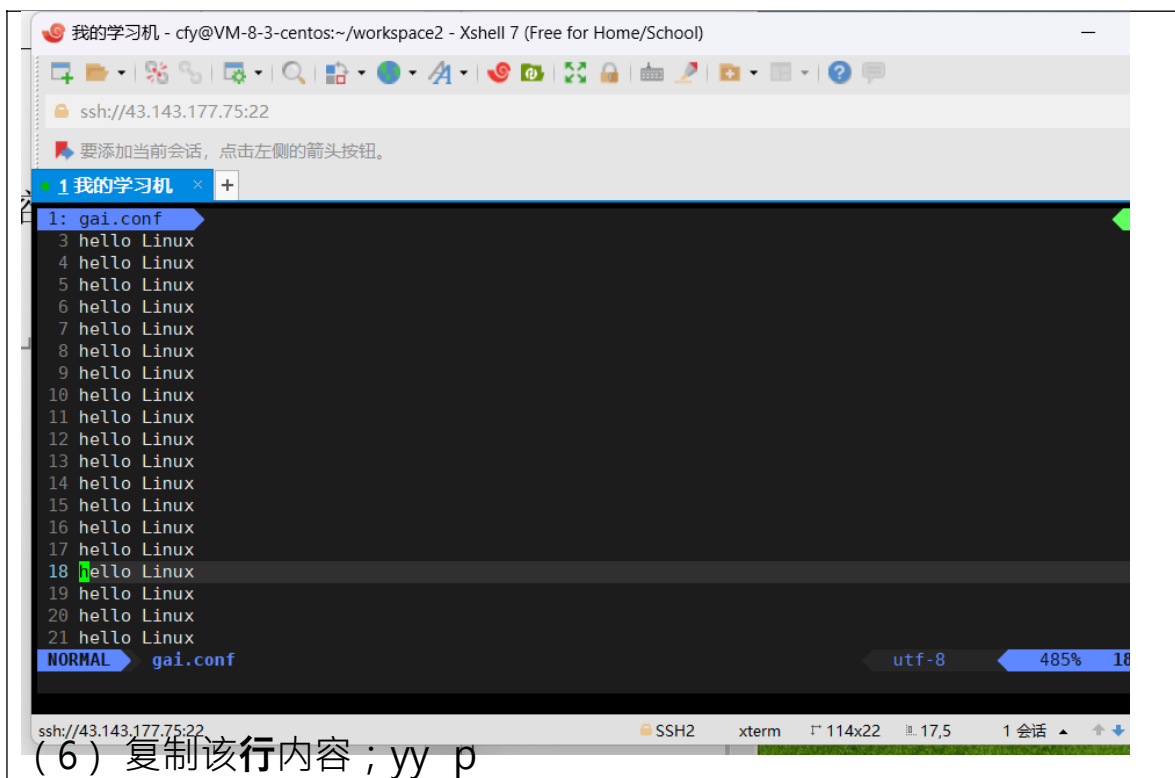 我的学习机 - cfy@VM-8-3-centos:~/workspace2 - Xshell 7 (Free for Home/School)
ssh://43.143.177.75:22
要添加当前会话，点击左侧的箭头按钮。
1 我的学习机 × +
1: gai.conf
3 hello Linux
4 hello Linux
5 hello Linux
6 hello Linux
7 hello Linux
8 hello Linux
9 hello Linux
10 hello Linux
11 hello Linux
12 hello Linux
13 hello Linux
14 hello Linux
15 hello Linux
16 hello Linux
17 hello Linux
18 hello Linux
19 hello Linux
20 hello Linux
21 hello Linux
NORMAL gai.conf utf-8 485% 18
ssh://43.143.177.75:22 SSH2 xterm 114x22 17,5 1 会话
（6）复制该行内容；yy p